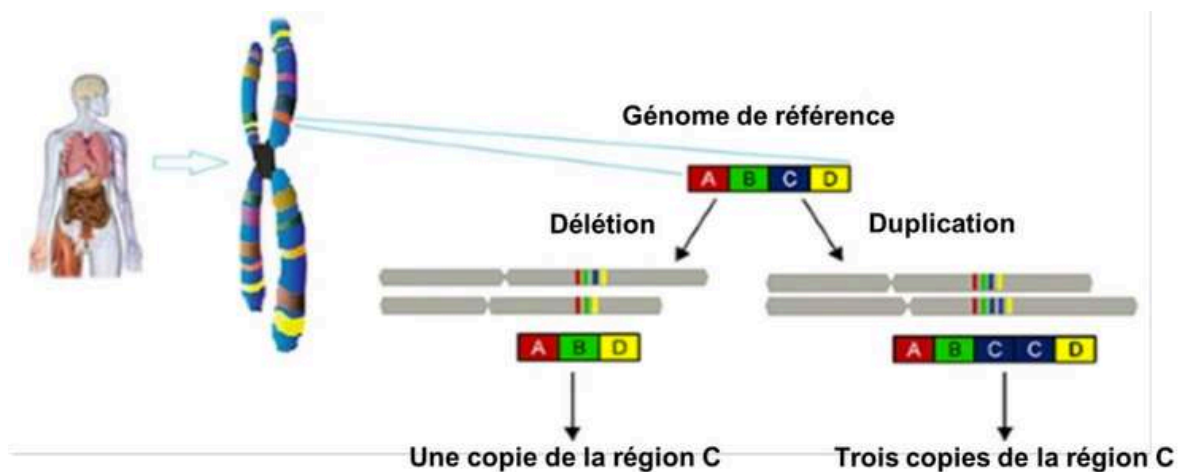 Génome de référence
A B C D
Délétion
Duplication
A B D
A B C C D
Une copie de la région C
Trois copies de la région C